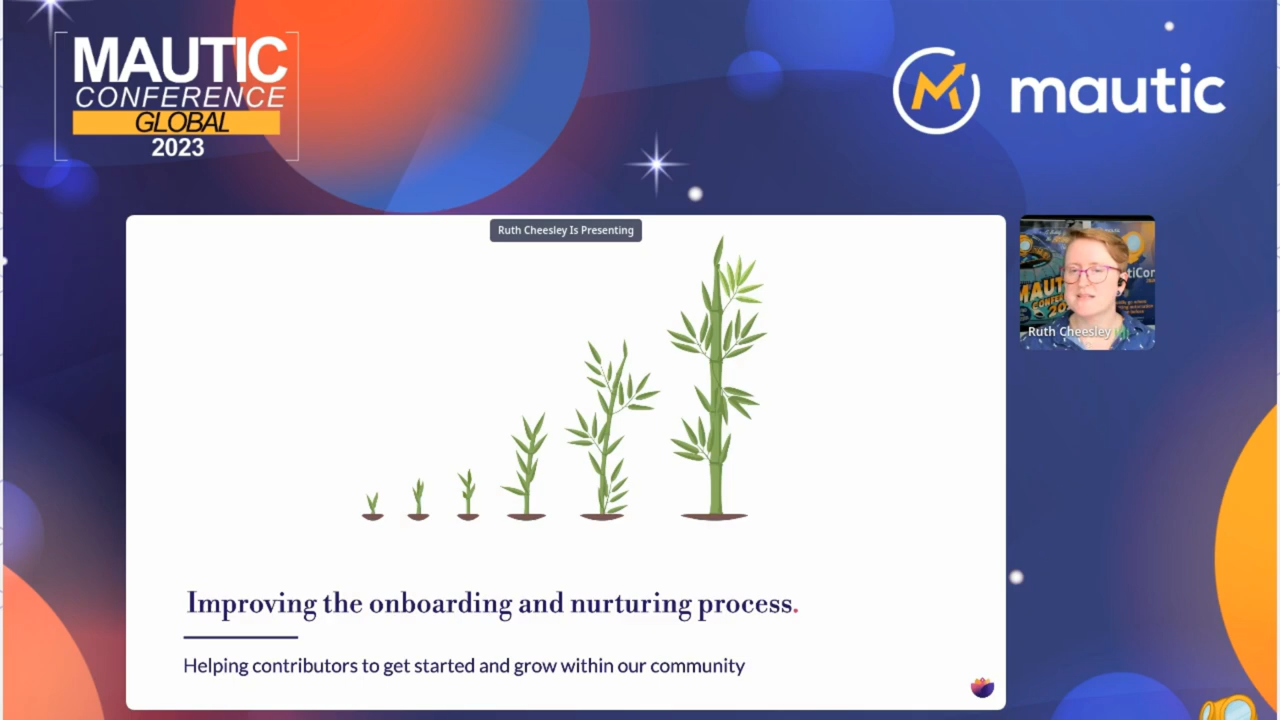 MAUTIC
CONFERENCE
GLOBAL
2023
mautic
Ruth Cheesley Is Presenting
Ruth Cheesley
Improving the onboarding and nurturing process.
Helping contributors to get started and grow within our community